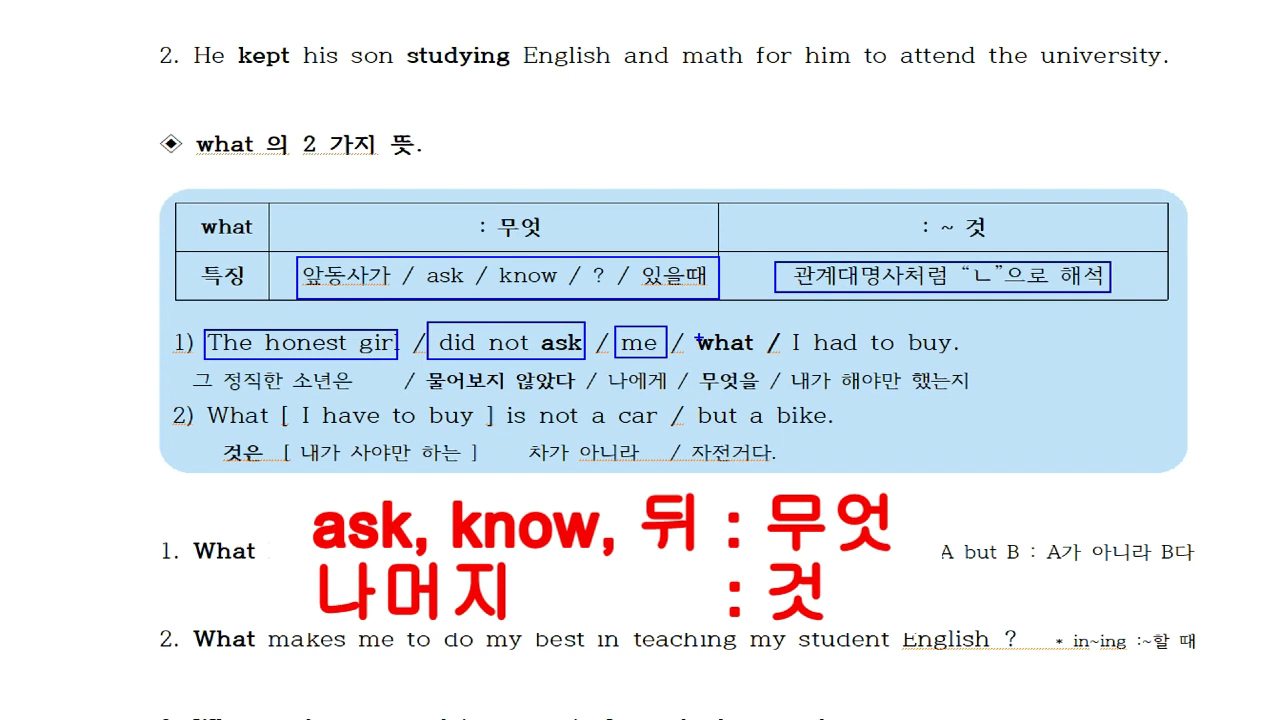 2. He kept his son studying English and math for him to attend the university.
◈ what 의 2 가지 뜻.
what : 무엇 : ~ 것
특징 앞동사가 / ask / know / ? / 있을때 관계대명사처럼 “ㄴ”으로 해석
1) The honest girl / did not ask / me / what / I had to buy.
그 정직한 소년은 / 물어보지 않았다 / 나에게 / 무엇을 / 내가 해야만 했는지
2) What [ I have to buy ] is not a car / but a bike.
것은 [ 내가 사야만 하는 ] 차가 아니라 / 자전거다.
ask, know, 뒤 : 무엇
1. What A but B : A가 아니라 B다
나머지 : 것
2. What makes me to do my best in teaching my student English ? * in~ing :~할 때